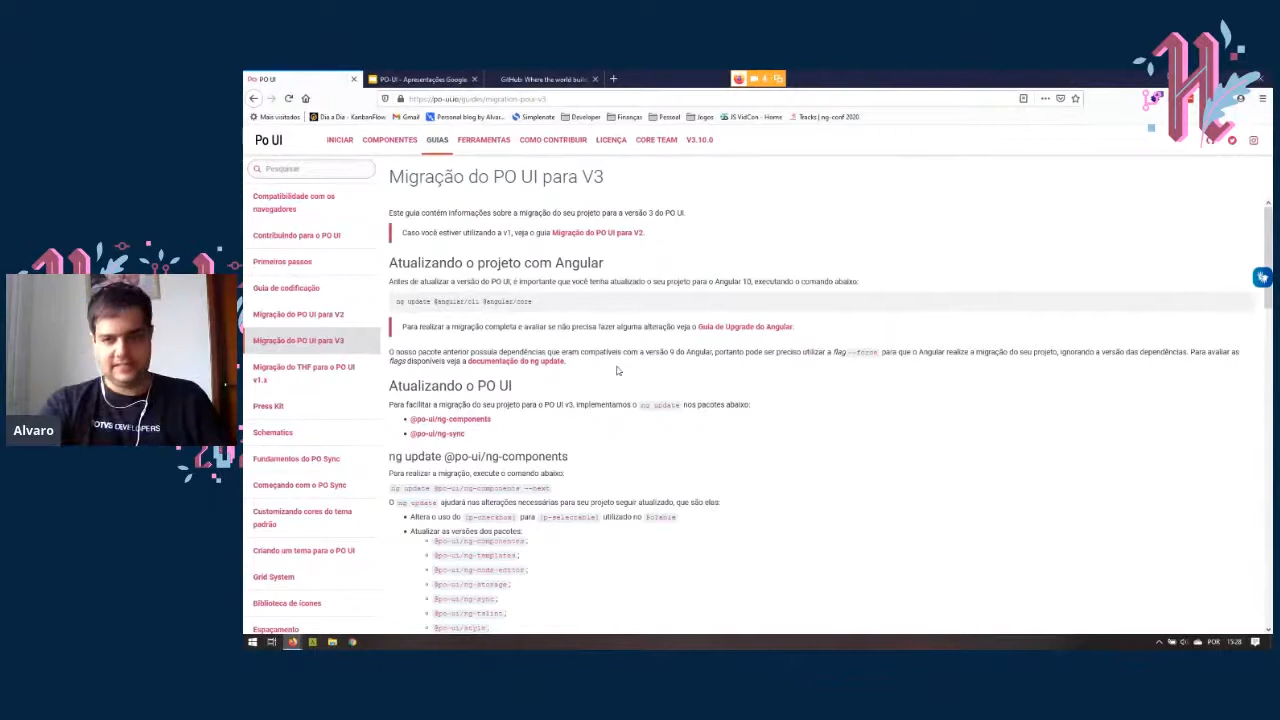 PO UI
PO-UI - Apresentações Google
GitHub: Where the world build
https://po-ui.io/guides/migration-poui-v3
Mais visitados
Dia a Dia - KanbanFlow
Gmail
Personal blog by Alvar...
Simplenote
Developer
Finanças
Pessoal
Jogos
JS VidCon - Home
Tracks | ng-conf 2020
Po UI
INICIAR
COMPONENTES
GUIAS
FERRAMENTAS
COMO CONTRIBUIR
LICENÇA
CORE TEAM
V3.10.0
Pesquisar
Compatibilidade com os
navegadores
Contribuindo para o PO UI
Primeiros passos
Guia de codificação
Migração do PO UI para V2
Migração do PO UI para V3
Migração do THF para o PO UI
v1.x
Press Kit
Schematics
Fundamentos do PO Sync
Começando com o PO Sync
Customizando cores do tema
padrão
Criando um tema para o PO UI
Grid System
Biblioteca de ícones
Espaçamento
Migração do PO UI para V3
Este guia contém informações sobre a migração do seu projeto para a versão 3 do PO UI.
Caso você estiver utilizando a v1, veja o guia Migração do PO UI para V2.
Atualizando o projeto com Angular
Antes de atualizar a versão do PO UI, é importante que você tenha atualizado o seu projeto para o Angular 10, executando o comando abaixo:
ng update @angular/cli @angular/core
Para realizar a migração completa e avaliar se não precisa fazer alguma alteração veja o Guia de Upgrade do Angular.
O nosso pacote anterior possuia dependências que eram compatíveis com a versão 9 do Angular, portanto pode ser preciso utilizar a flag --force para que o Angular realize a migração do seu projeto, ignorando a versão das dependências. Para avaliar as
flags disponíveis veja a documentação do ng update.
Atualizando o PO UI
Para facilitar a migração do seu projeto para o PO UI v3, implementamos o ng update nos pacotes abaixo:
@po-ui/ng-components
@po-ui/ng-sync
ng update @po-ui/ng-components
Para realizar a migração, execute o comando abaixo:
ng update @po-ui/ng-components --next
O ng update ajudará nas alterações necessárias para seu projeto seguir atualizado, que são elas:
Altera o uso do [p-checkbox] para [p-selectable] utilizado no PoTable
Atualizar as versões dos pacotes:
@po-ui/ng-components;
@po-ui/ng-templates;
@po-ui/ng-code-editor;
@po-ui/ng-storage;
@po-ui/ng-sync;
@po-ui/ng-tslint;
@po-ui/style;
Alvaro
OTVS DEVELOPERS
POR
15:28